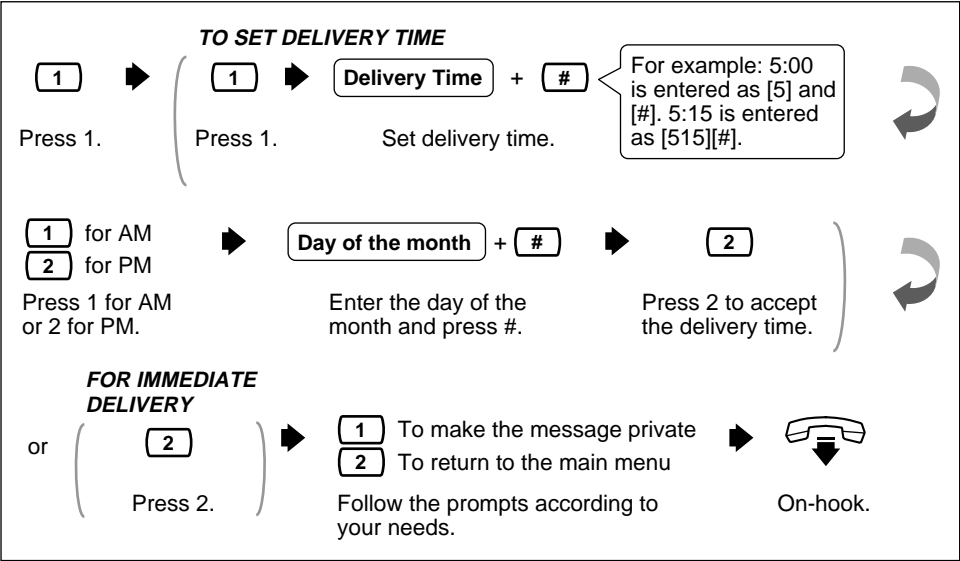 TO SET DELIVERY TIME
1 1 Delivery Time + #
For example: 5:00
is entered as [5] and
[#]. 5:15 is entered
as [515][#].
Press 1. Press 1. Set delivery time.
1 for AM
2 for PM
Day of the month + # 2
Press 1 for AM
or 2 for PM.
Enter the day of the
month and press #.
Press 2 to accept
the delivery time.
FOR IMMEDIATE
DELIVERY
or 2
Press 2.
1 To make the message private
2 To return to the main menu
Follow the prompts according to
your needs.
On-hook.